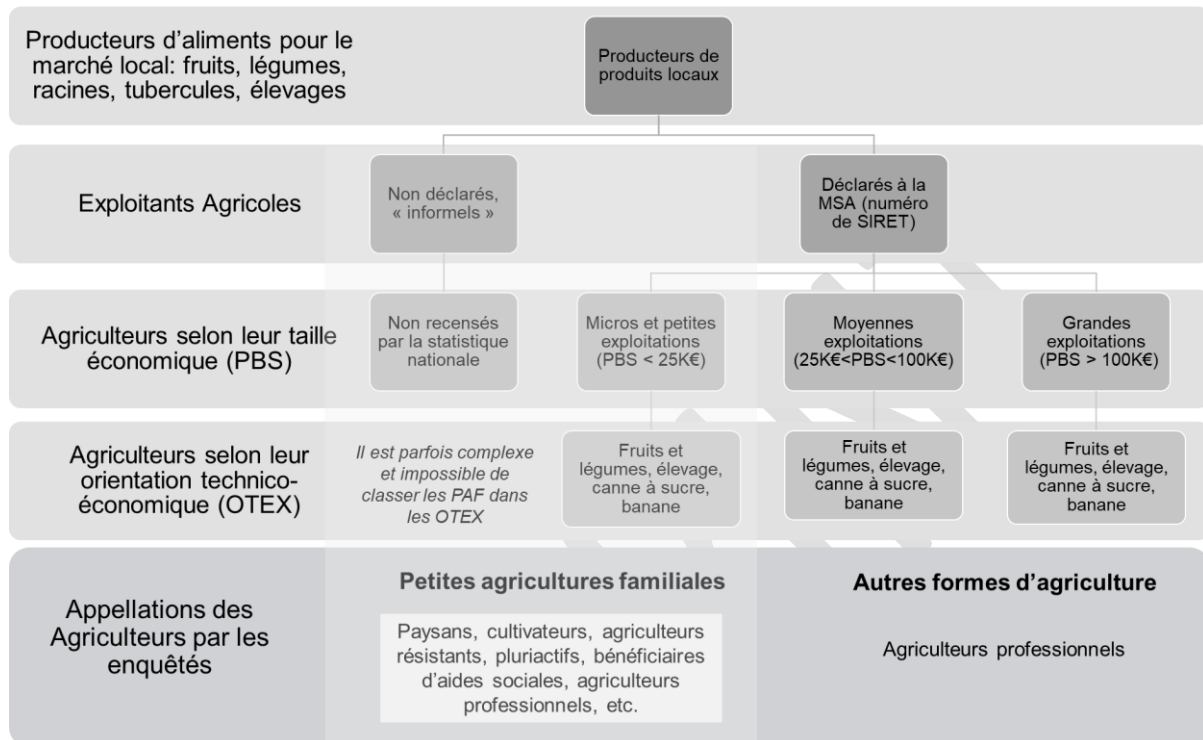 Producteurs d'aliments pour le
marché local: fruits, légumes,
racines, tubercules, élevages
Producteurs de
produits locaux
Exploitants Agricoles
Non déclarés,
« informels »
Déclarés à la
MSA (numéro
de SIRET)
Agriculteurs selon leur taille
économique (PBS)
Non recensés
par la statistique
nationale
Micros et petites
exploitations
(PBS < 25K€)
Moyennes
exploitations
(25K€<PBS<100K€)
Grandes
exploitations
(PBS > 100K€)
Agriculteurs selon leur
orientation technico-
économique (OTEX)
Il est parfois complexe
et impossible de
classer les PAF dans
les OTEX
Fruits et
légumes, élevage,
canne à sucre,
banane
Fruits et
légumes, élevage,
canne à sucre,
banane
Fruits et
légumes, élevage,
canne à sucre,
banane
Appellations des
Agriculteurs par les
enquêtés
Petites agricultures familiales
Paysans, cultivateurs, agriculteurs
résistants, pluriactifs, bénéficiaires
d'aides sociales, agriculteurs
professionnels, etc.
Autres formes d'agriculture
Agriculteurs professionnels